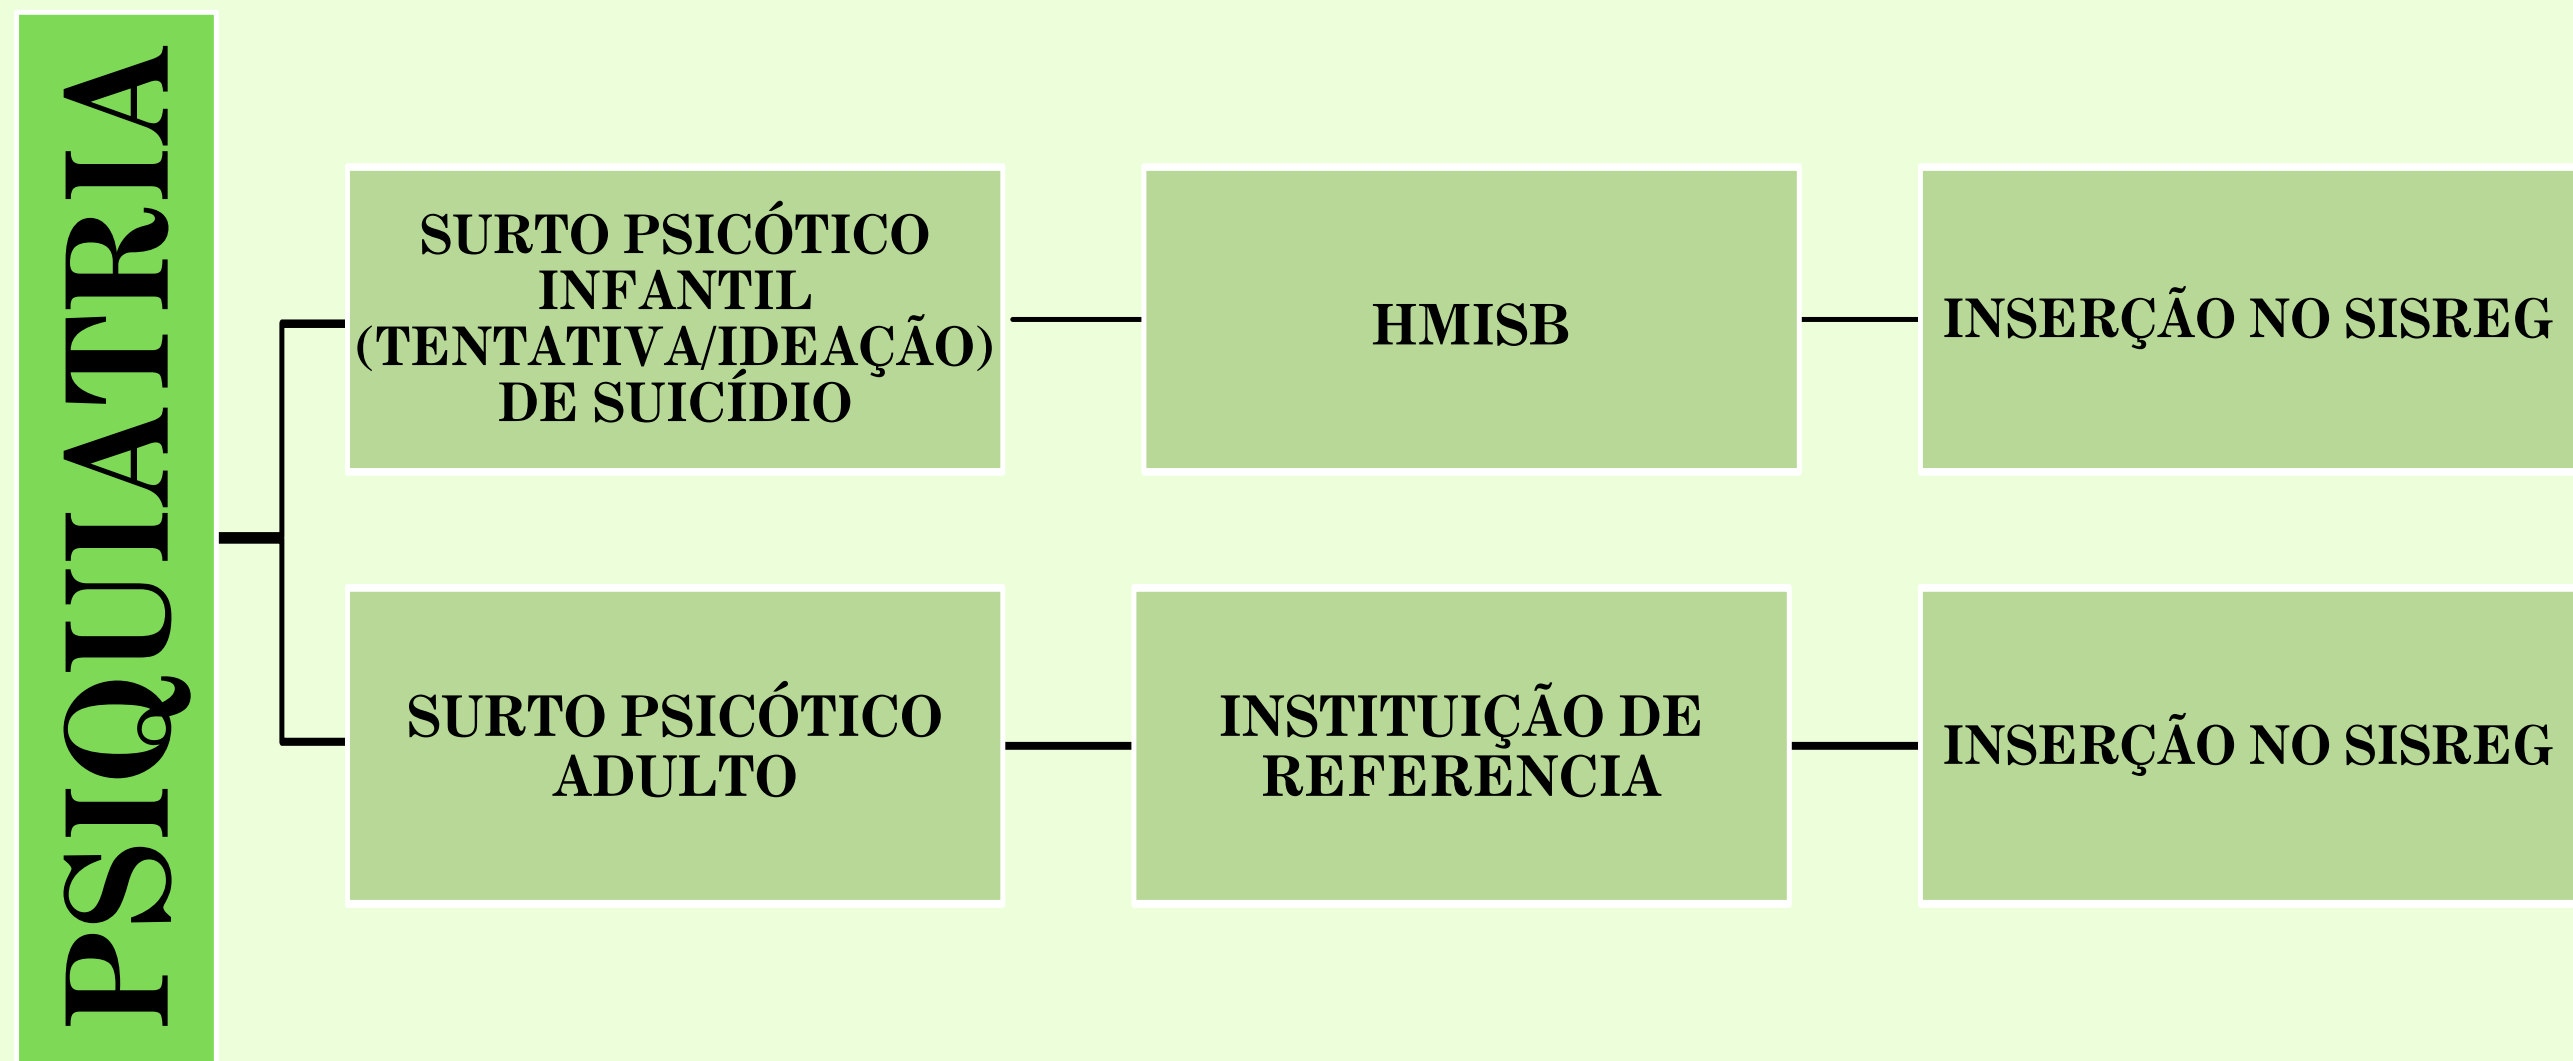 PSIQUIATRIA
SURTO PSICÓTICO
INFANTIL
(TENTATIVA/IDEAÇÃO)
DE SUICÍDIO
HMISB
INSERÇÃO NO SISREG
SURTO PSICÓTICO
ADULTO
INSTITUIÇÃO DE
REFERÊNCIA
INSERÇÃO NO SISREG